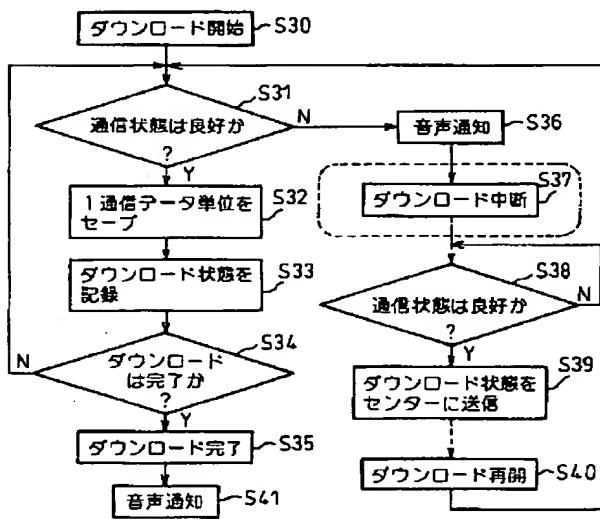 ダウンロード開始
S30
S31
通信状態は良好か
?
N
Y
音声通知
S36
S37
ダウンロード中断
1通信データ単位を
セーブ
S32
ダウンロード状態を
記録
S33
S38
通信状態は良好か
?
N
Y
S34
ダウンロード
は完了か
?
N
Y
S39
ダウンロード状態を
センターに送信
ダウンロード完了
S35
ダウンロード再開
S40
音声通知
S41